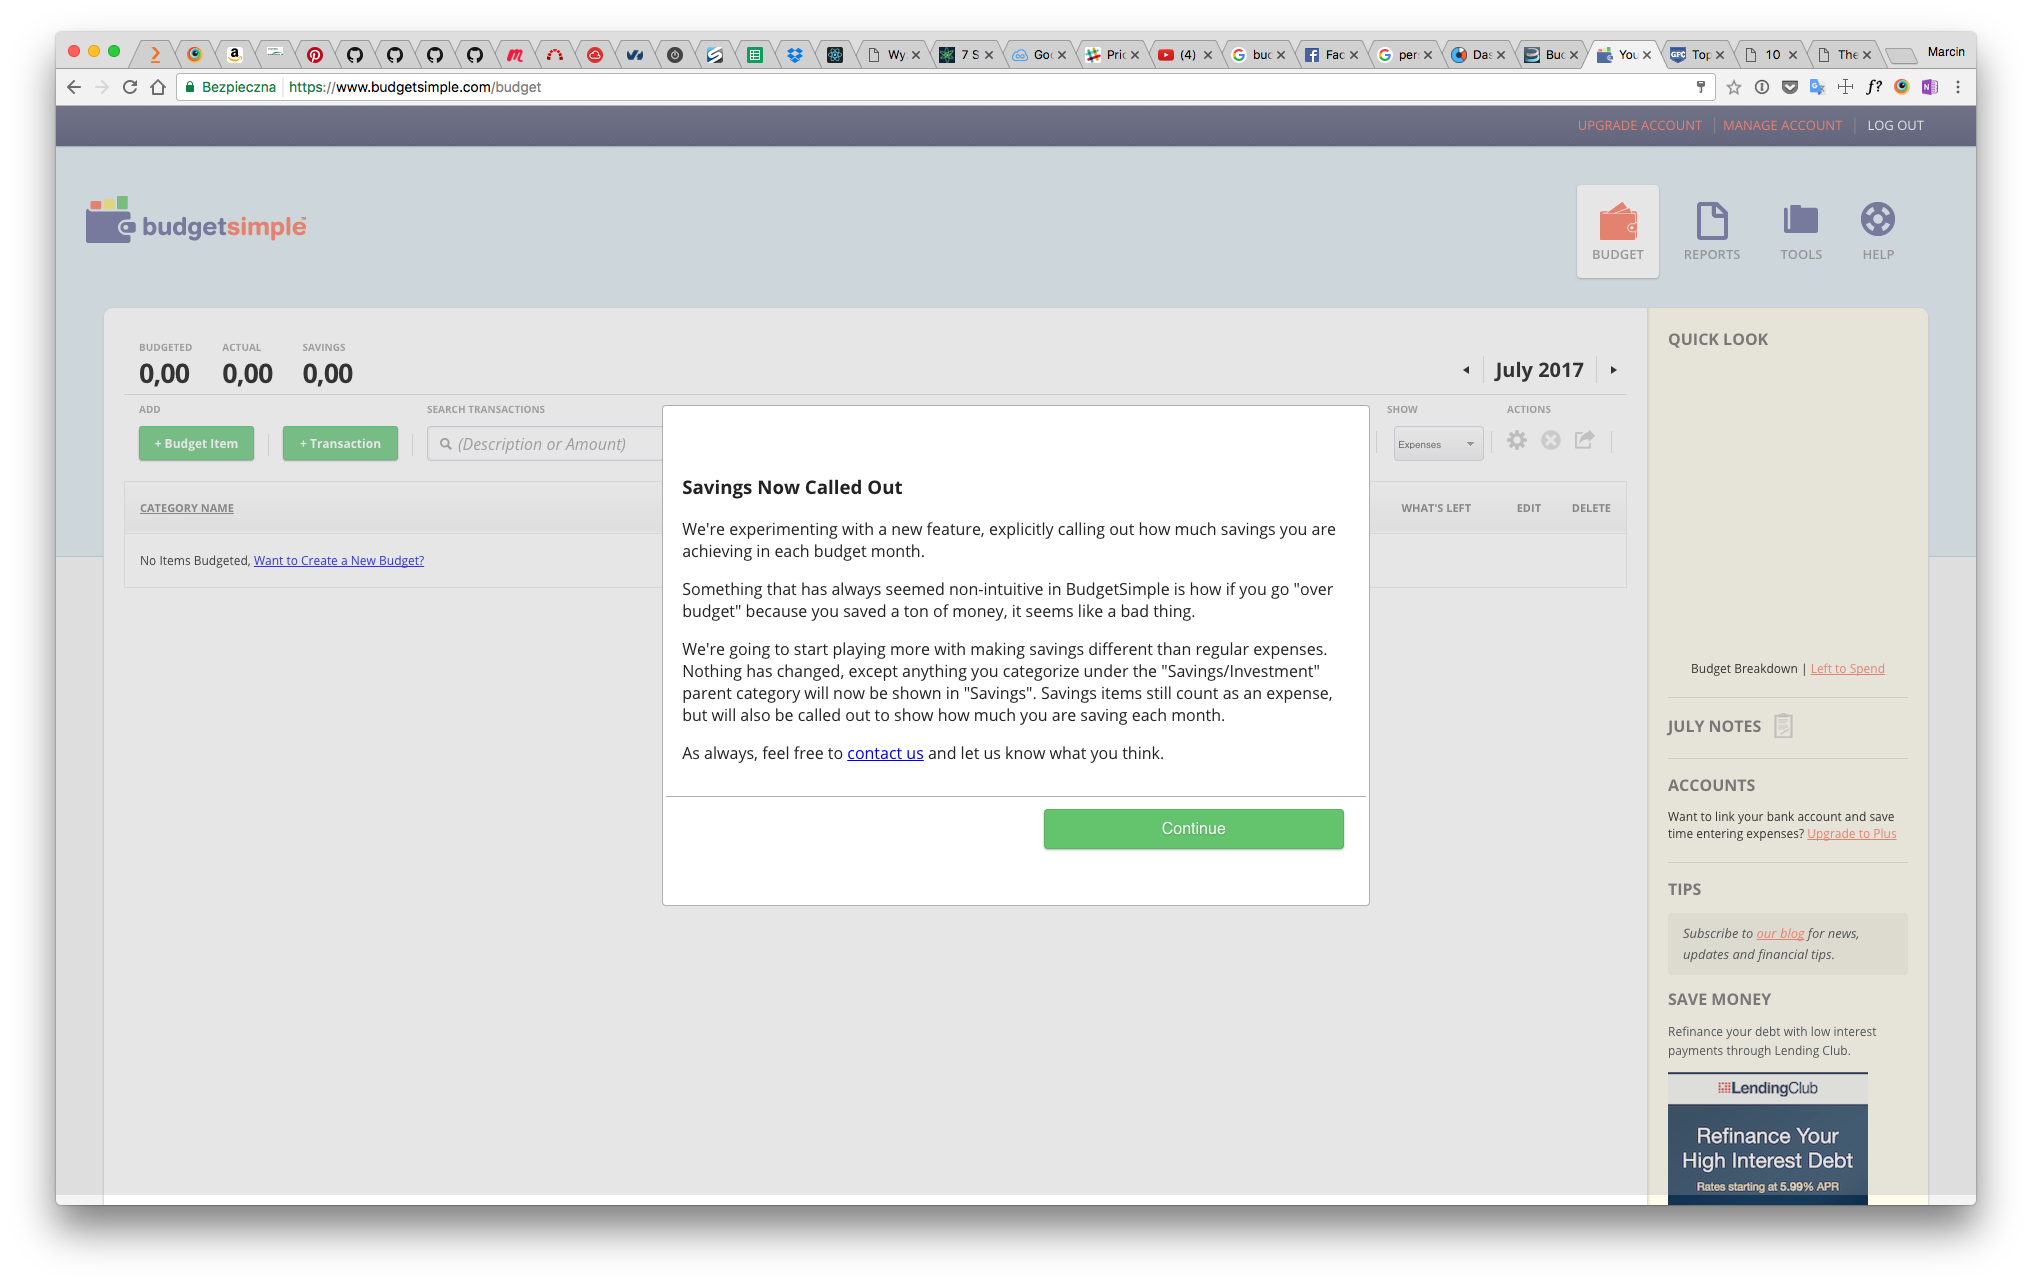 Wy
7 S
Goo
Pric
(4)
buc
Fac
per
Das
Buc
You
Top
10
The
Marcin
Bezpieczna
https://www.budgetsimple.com/budget
UPGRADE ACCOUNT
MANAGE ACCOUNT
LOG OUT
budgetsimple™
BUDGET
REPORTS
TOOLS
HELP
BUDGETED ACTUAL SAVINGS
0,00 0,00 0,00
July 2017
ADD
SEARCH TRANSACTIONS
SHOW
ACTIONS
+ Budget Item
+ Transaction
(Description or Amount)
Expenses
CATEGORY NAME
WHAT'S LEFT
EDIT
DELETE
No Items Budgeted, Want to Create a New Budget?
Savings Now Called Out
We're experimenting with a new feature, explicitly calling out how much savings you are
achieving in each budget month.
Something that has always seemed non-intuitive in BudgetSimple is how if you go "over
budget" because you saved a ton of money, it seems like a bad thing.
We're going to start playing more with making savings different than regular expenses.
Nothing has changed, except anything you categorize under the "Savings/Investment"
parent category will now be shown in "Savings". Savings items still count as an expense,
but will also be called out to show how much you are saving each month.
As always, feel free to contact us and let us know what you think.
Continue
QUICK LOOK
Budget Breakdown | Left to Spend
JULY NOTES
ACCOUNTS
Want to link your bank account and save
time entering expenses? Upgrade to Plus
TIPS
Subscribe to our blog for news,
updates and financial tips.
SAVE MONEY
Refinance your debt with low interest
payments through Lending Club.
LendingClub
Refinance Your
High Interest Debt
Rates starting at 5.99% APR